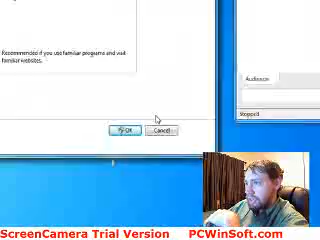 Recommended if you use familiar programs and visit
familiar websites.
Audience
OK
Cancel
Stopped
ScreenCamera Trial Version PCWinSoft.com